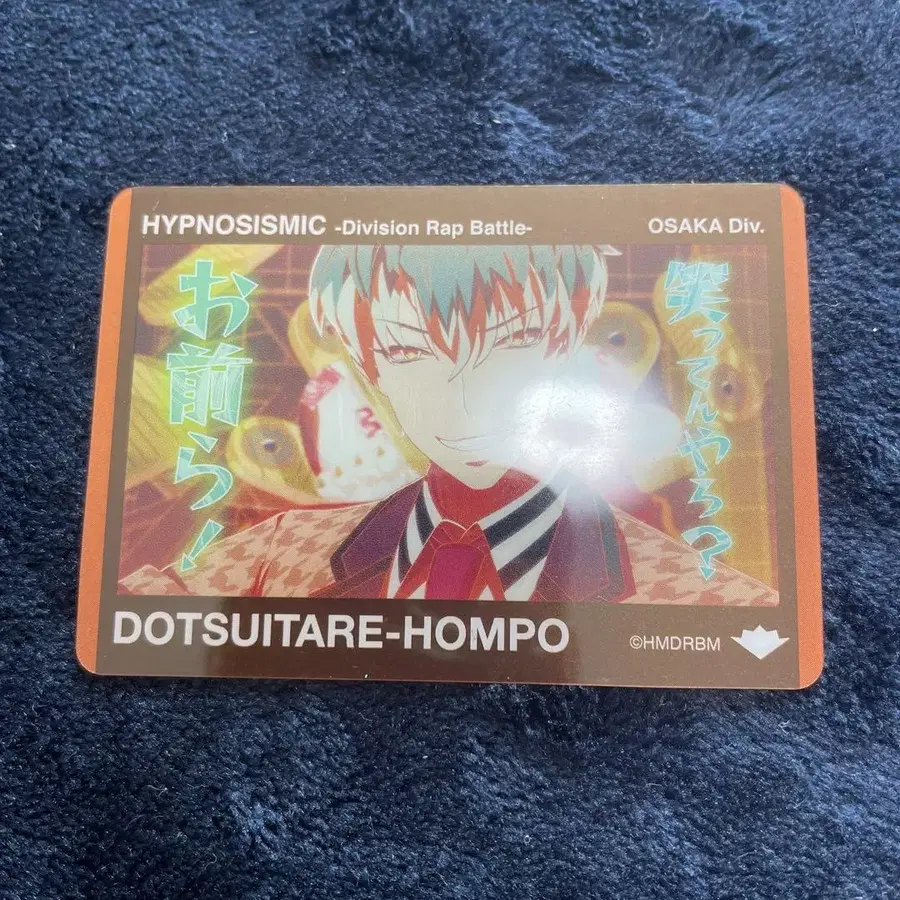 HYPNOSISMIC -Division Rap Battle-
OSAKA Div.
笑ってんやろ?
お前ら!
DOTSUITARE-HOMPO
©HMDRBM